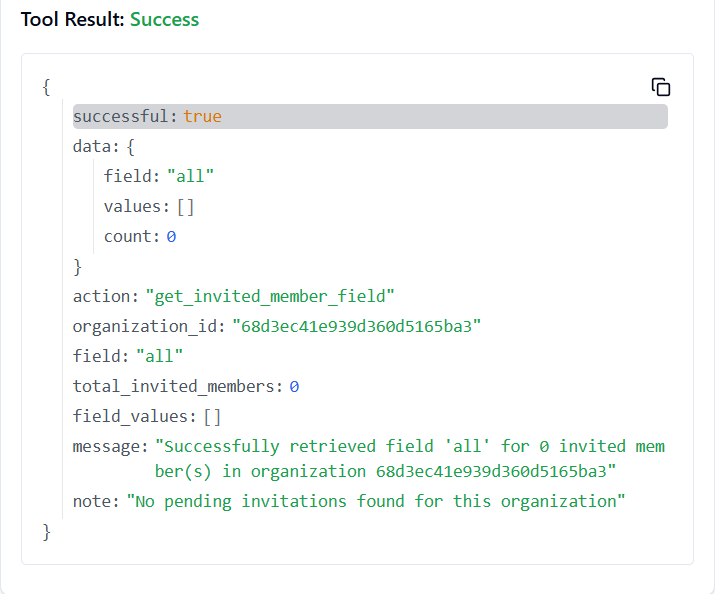 Tool Result: Success
{
successful: true
data: {
field: "all"
values: []
count: 0
}
action: "get_invited_member_field"
organization_id: "68d3ec41e939d360d5165ba3"
field: "all"
total_invited_members: 0
field_values: []
message: "Successfully retrieved field 'all' for 0 invited mem
ber(s) in organization 68d3ec41e939d360d5165ba3"
note: "No pending invitations found for this organization"
}